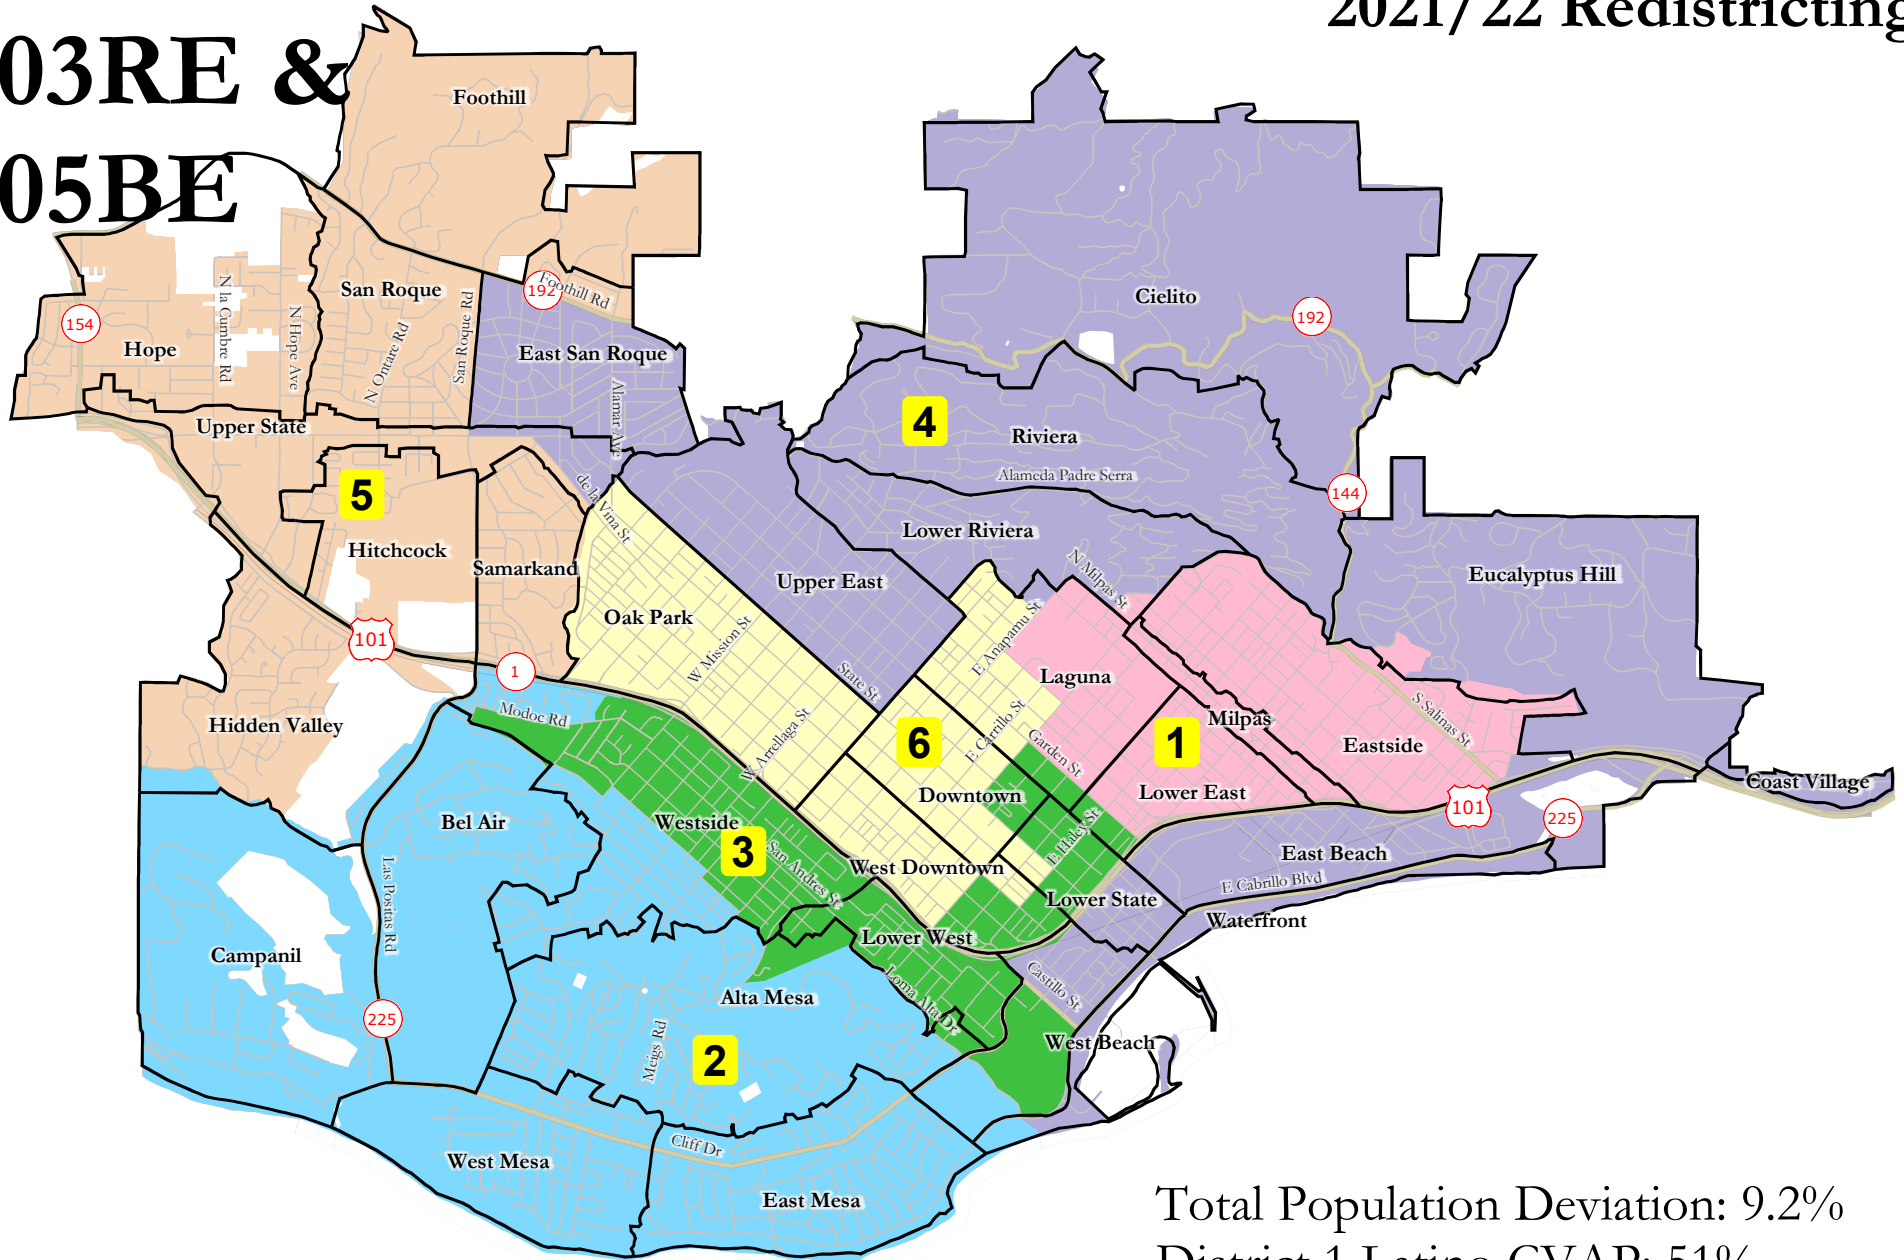 2021/22 Redistricting
03RE &
05BE
Foothill
Cielito
192
San Roque
192
Foothill Rd
154
Hope
N la Cumbre Rd
N Hope Ave
N Ontare Rd
San Roque Rd
East San Roque
Alamar Ave
Upper State
4
Riviera
Alameda Padre Serra
144
5
Hitchcock
Samarkand
de la Vina St
Lower Riviera
N Milpas St
Upper East
Eucalyptus Hill
Oak Park
W Mission St
E Anapamu St
State St
101
1
Laguna
Modoc Rd
Hidden Valley
W Arrellaga St
6
E Carrillo St
Garden St
1
Milpas
S Salinas St
Eastside
Coast Village
Downtown
Lower East
101
225
Bel Air
Westside
3
San Andres St
West Downtown
E Haley St
East Beach
E Cabrillo Blvd
Las Positas Rd
Lower State
Waterfront
Campanil
Lower West
Castillo St
Loma Alta Dr
Alta Mesa
225
Meigs Rd
2
West Beach
Cliff Dr
West Mesa
East Mesa
Total Population Deviation: 9.2%
District 1 Latino CVAP: 51%